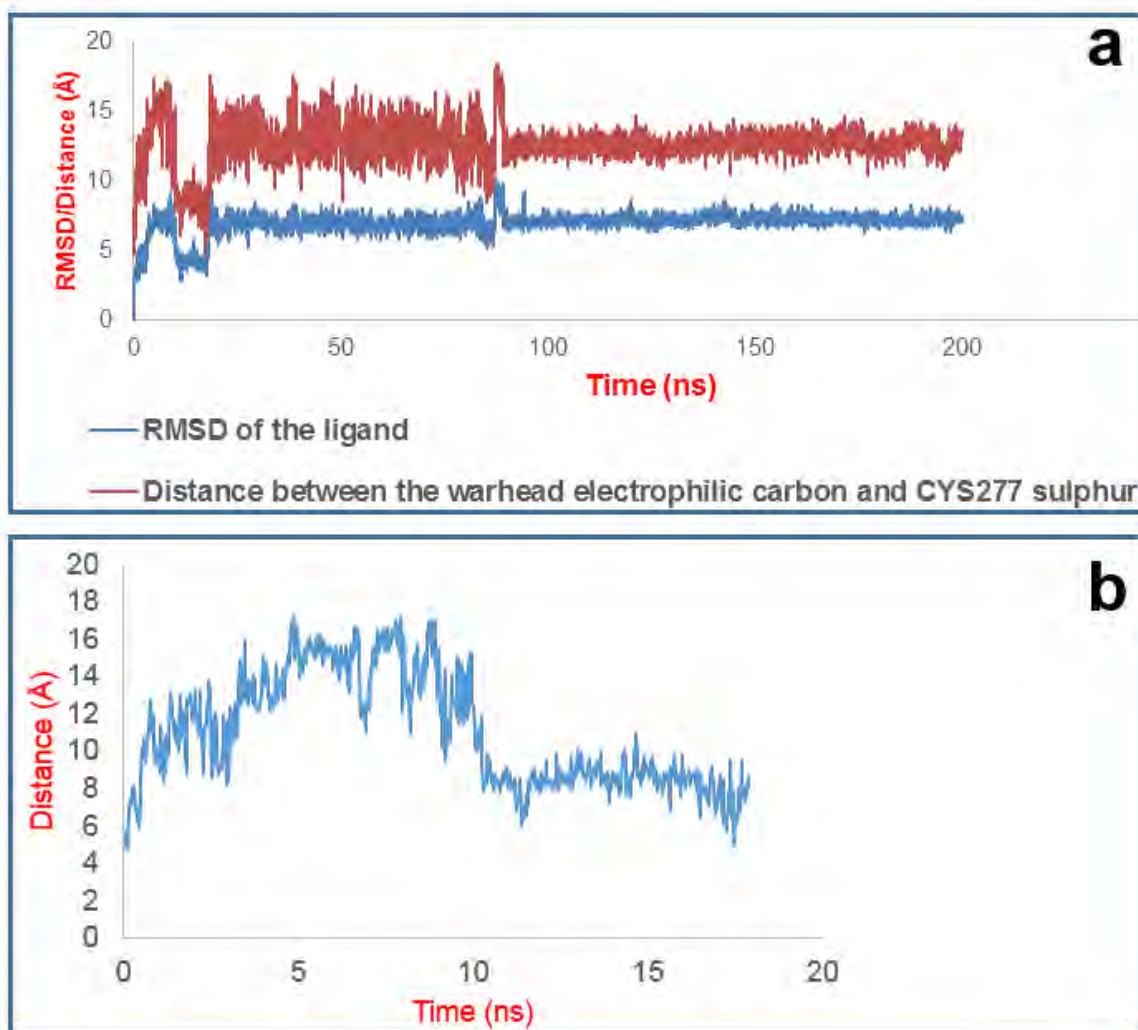 a
20
15
10
5
0
RMSD/Distance (Å)
0 50 100 150 200
Time (ns)
RMSD of the ligand
Distance between the warhead electrophilic carbon and CYS277 sulphur
b
20
18
16
14
12
10
8
6
4
2
0
Distance (Å)
0 5 10 15 20
Time (ns)